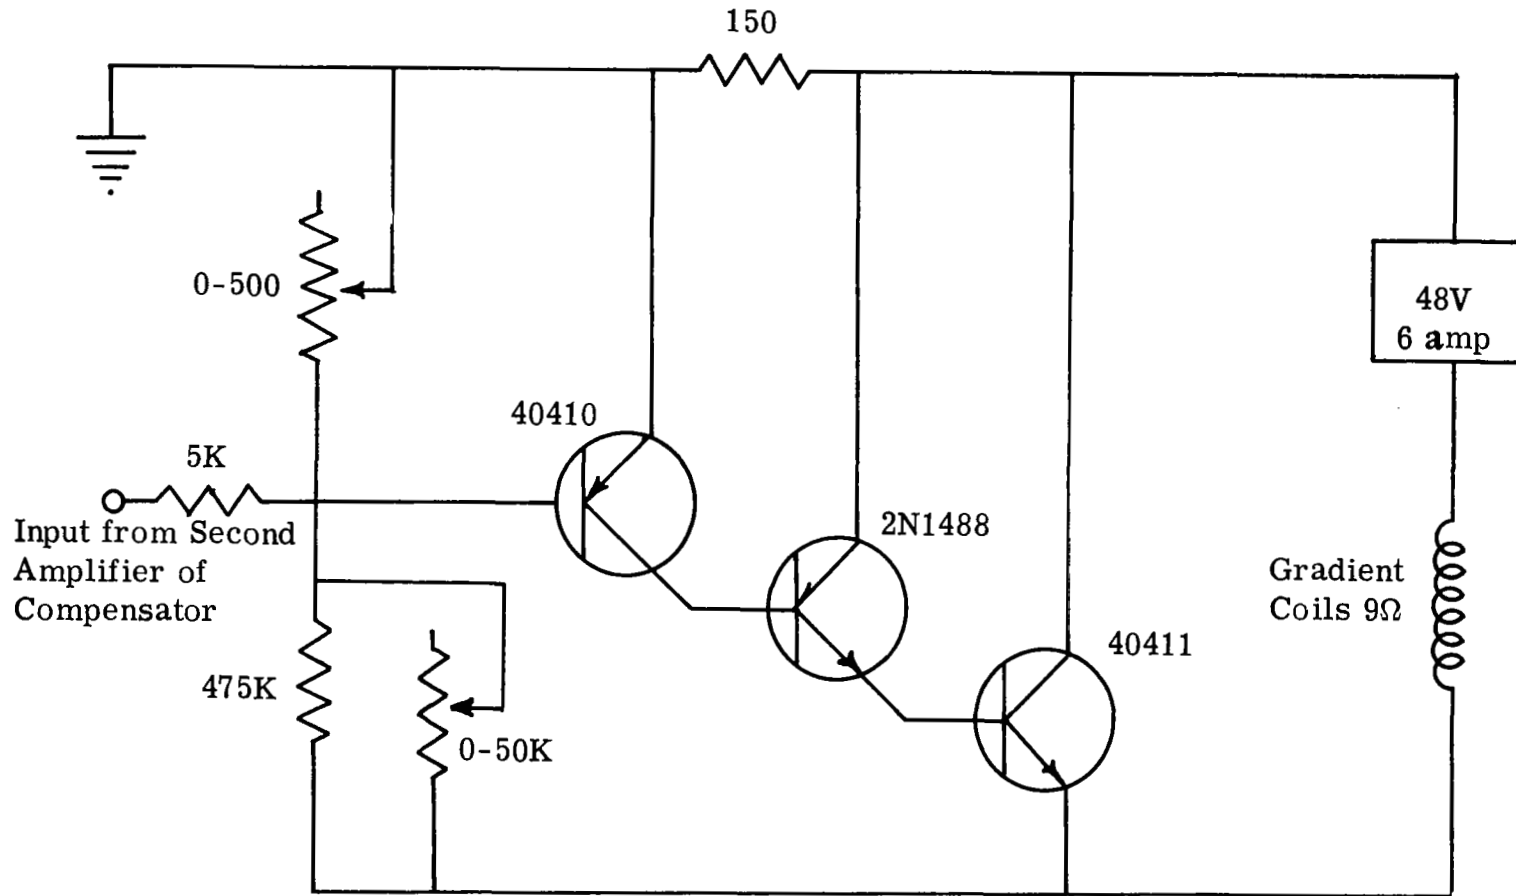 150
0-500
48V
6 amp
40410
5K
2N1488
Input from Second
Amplifier of
Compensator
Gradient
Coils 9Ω
40411
475K
0-50K